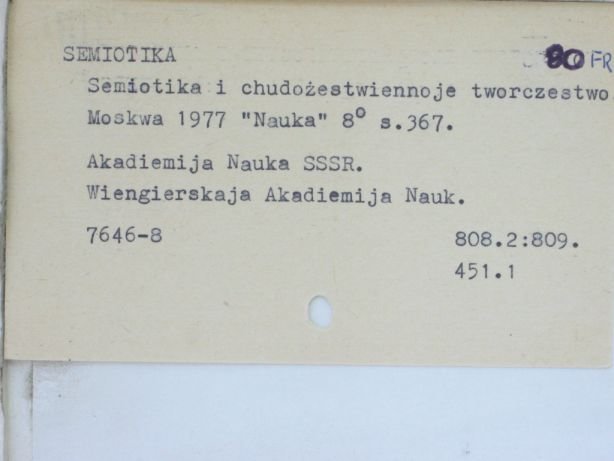 SEMIOTIKA
80 FR
Semiotika i chudożestwiennoje tworczestwo
Moskwa 1977 "Nauka" 8° s.367.
Akadiemija Nauka SSSR.
Wiengierskaja Akadiemija Nauk.
7646-8
808.2:809.
451.1